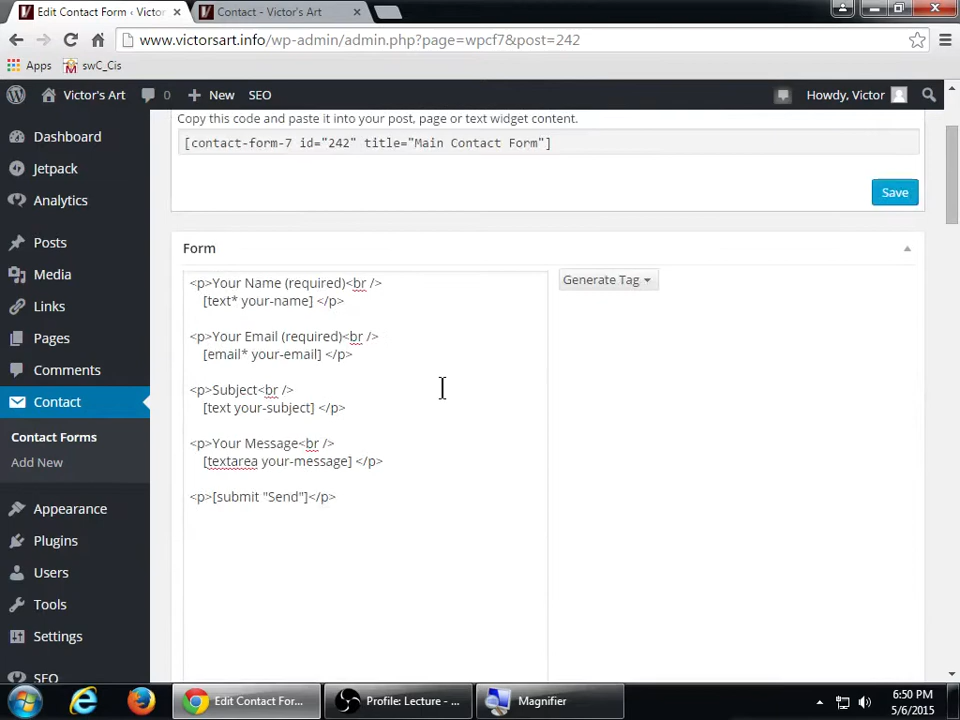 Edit Contact Form ‹ Victor
Contact - Victor's Art
www.victorsart.info/wp-admin/admin.php?page=wpcf7&post=242
Apps swC_Cis
Victor's Art 0 New SEO Howdy, Victor
Dashboard
Jetpack
Analytics
Posts
Media
Links
Pages
Comments
Contact
Contact Forms
Add New
Appearance
Plugins
Users
Tools
Settings
SEO
Copy this code and paste it into your post, page or text widget content.
[contact-form-7 id="242" title="Main Contact Form"]
Save
Form
<p>Your Name (required)<br />
[text* your-name] </p>
<p>Your Email (required)<br />
[email* your-email] </p>
<p>Subject<br />
[text your-subject] </p>
<p>Your Message<br />
[textarea your-message] </p>
<p>[submit "Send"]</p>
Generate Tag
Edit Contact For...
Profile: Lecture - ...
Magnifier
6:50 PM
5/6/2015